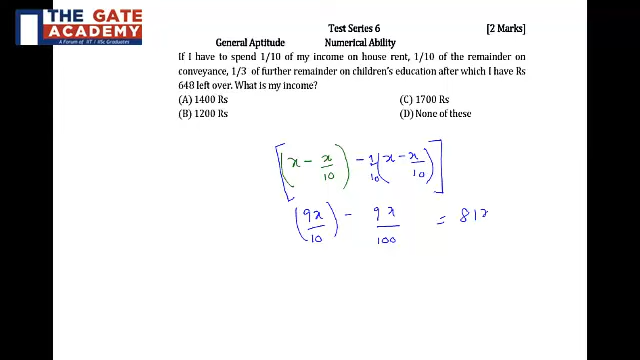 THE GATE ACADEMY
A Forum of IIT / IISc Graduates
Test Series 6 [2 Marks]
General Aptitude Numerical Ability
If I have to spend 1/10 of my income on house rent, 1/10 of the remainder on
conveyance, 1/3 of further remainder on children's education after which I have Rs
648 left over. What is my income?
(A) 1400 Rs (C) 1700 Rs
(B) 1200 Rs (D) None of these
[(x - x/10) - 1/10(x - x/10)]
(9x/10) - 9x/100 = 81x